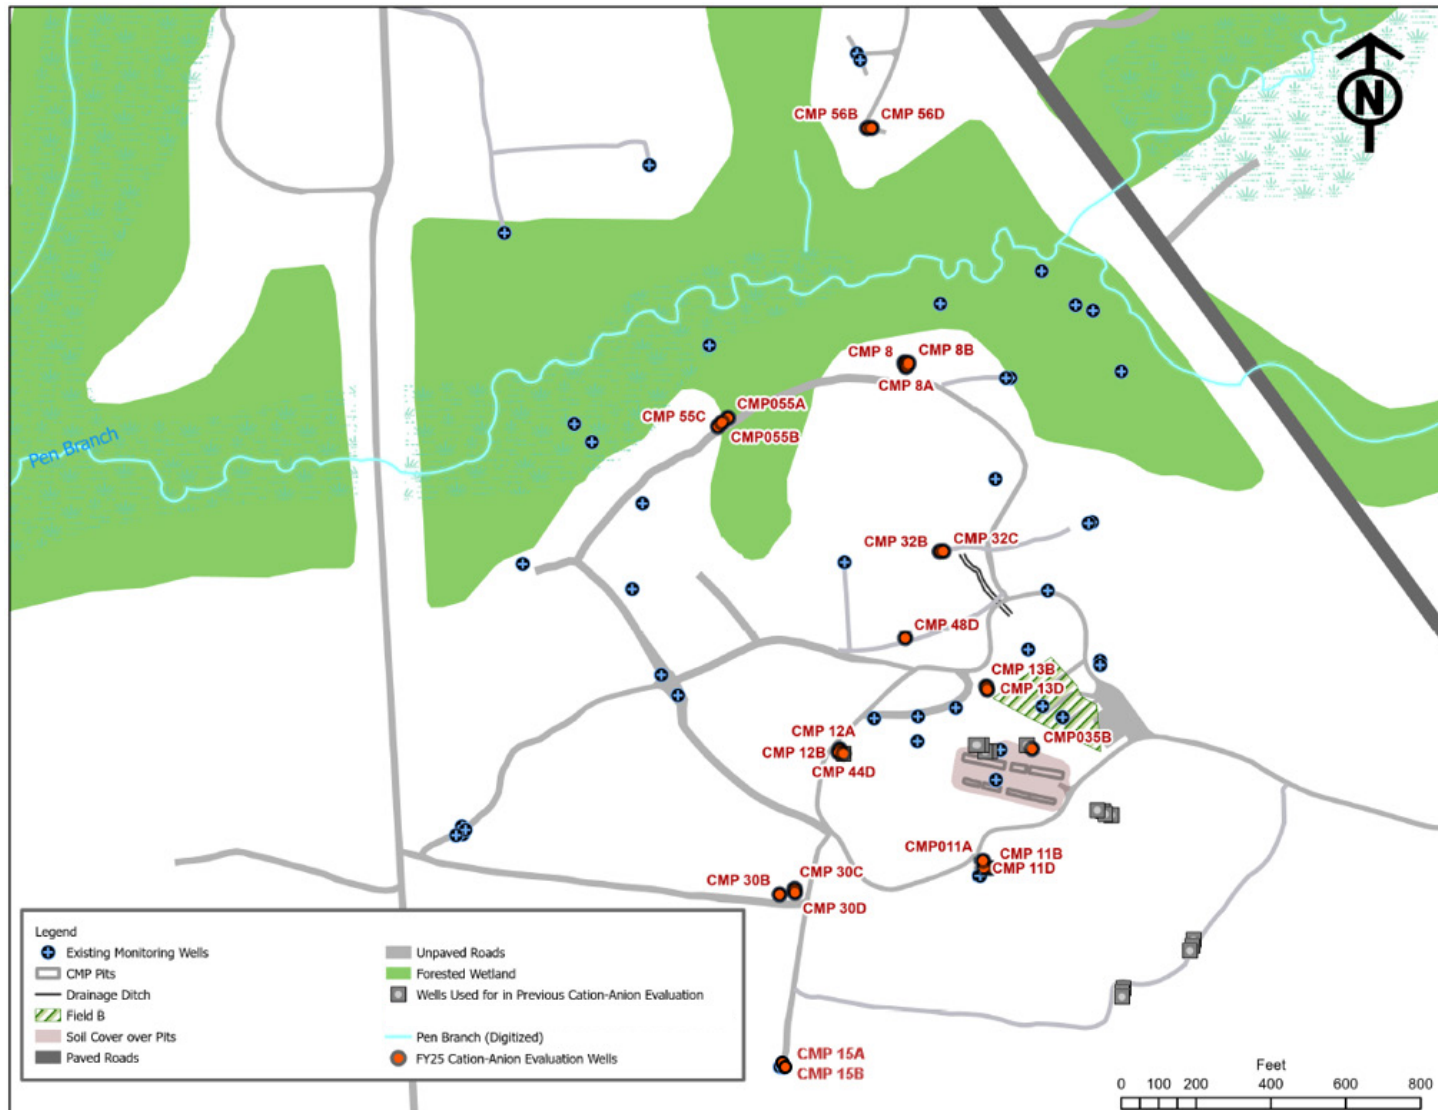 N
CMP 56B
CMP 56D
CMP 8
CMP 8B
CMP 8A
CMP055A
CMP 55C
CMP055B
Pen Branch
CMP 32B
CMP 32C
CMP 48D
CMP 13B
CMP 13D
CMP 12A
CMP035B
CMP 12B
CMP 44D
CMP011A
CMP 11B
CMP 11D
CMP 30C
CMP 30B
CMP 30D
CMP 15A
CMP 15B
Legend
Existing Monitoring Wells
CMP Pits
Drainage Ditch
Field B
Soil Cover over Pits
Paved Roads
Unpaved Roads
Forested Wetland
Wells Used for in Previous Cation-Anion Evaluation
Pen Branch (Digitized)
FY25 Cation-Anion Evaluation Wells
Feet
0 100 200 400 600 800